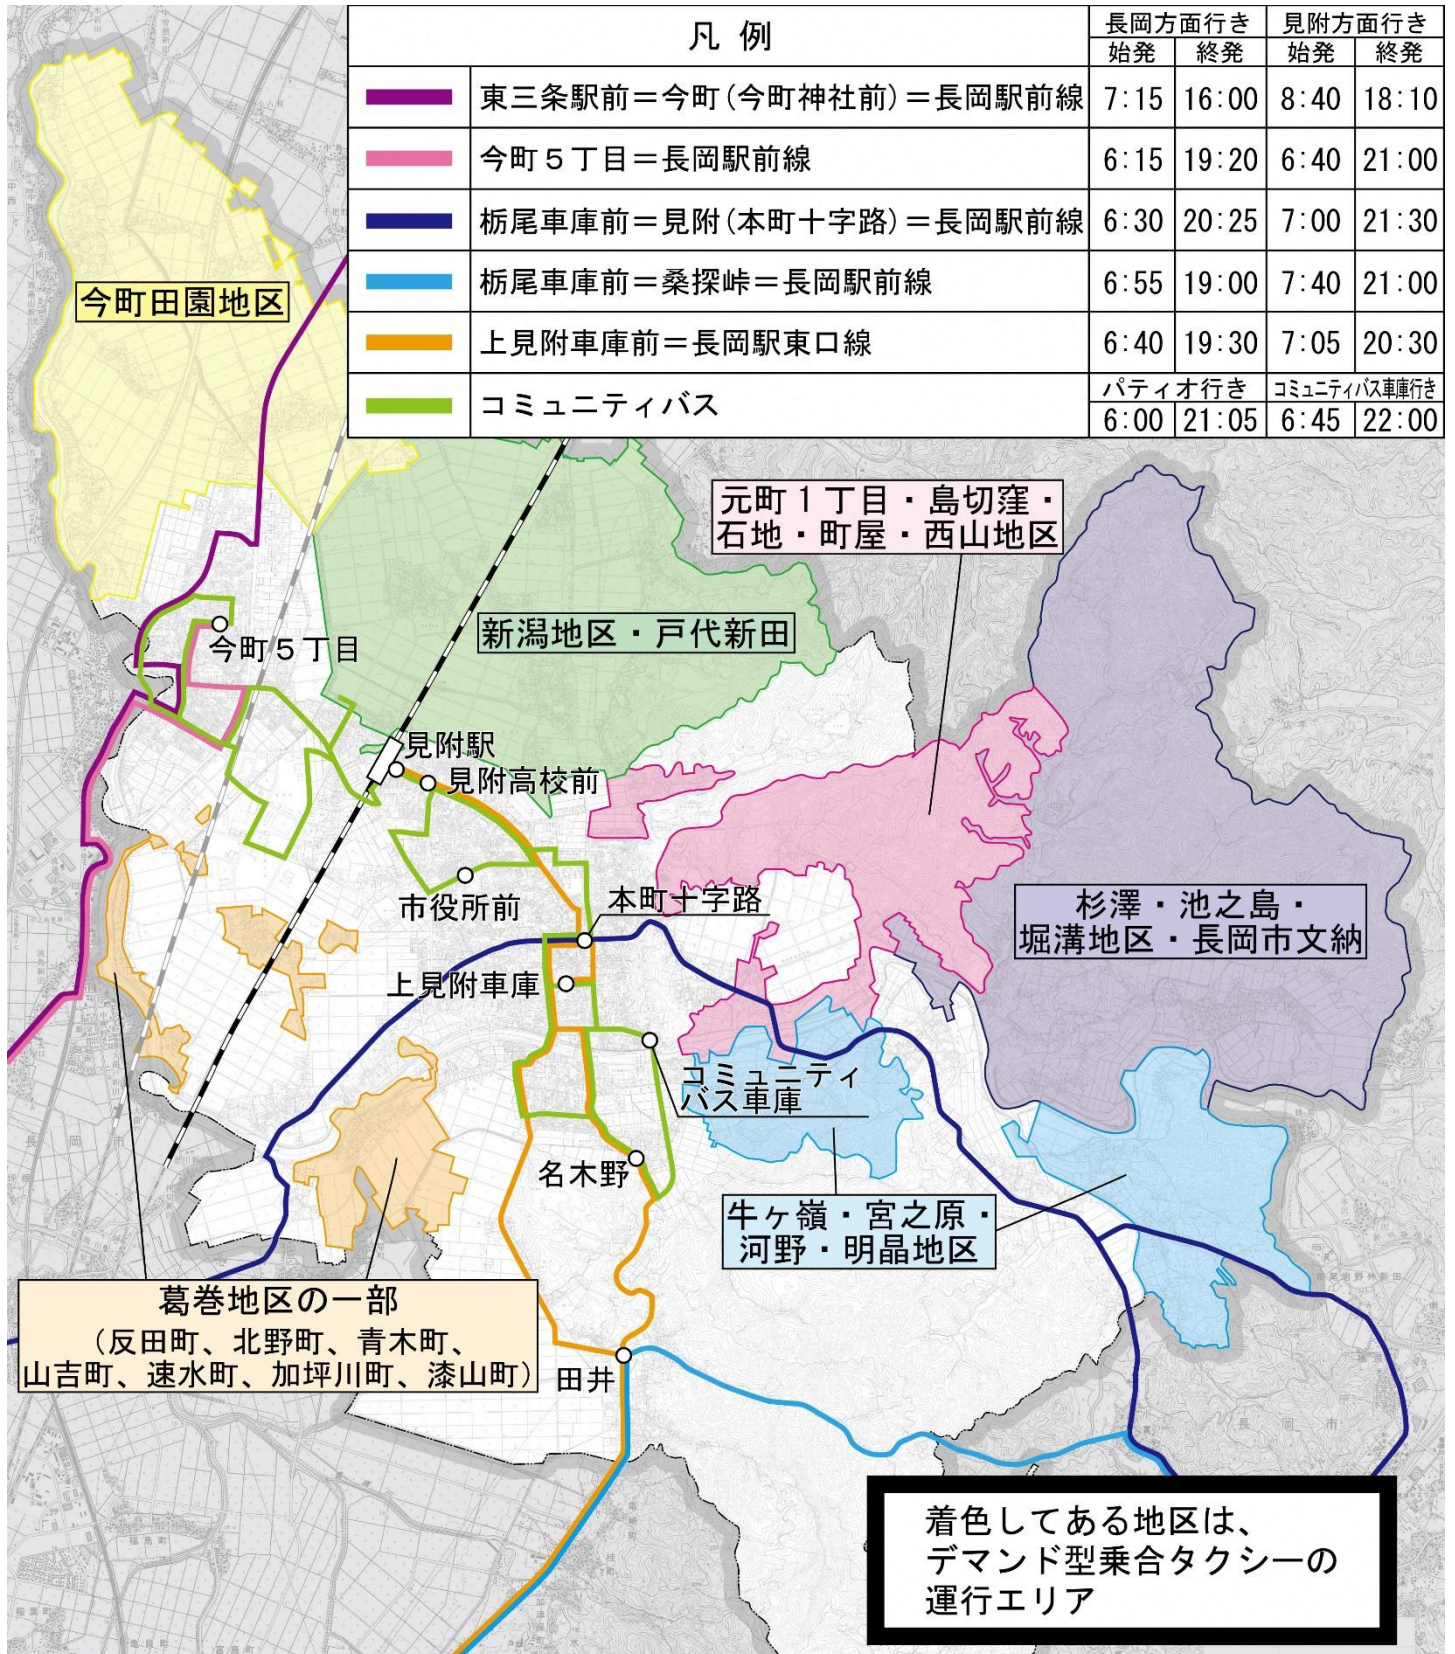 凡例
長岡方面行き 見附方面行き
始発 終発 始発 終発
東三条駅前＝今町(今町神社前)＝長岡駅前線 7:15 16:00 8:40 18:10
今町５丁目＝長岡駅前線 6:15 19:20 6:40 21:00
栃尾車庫前＝見附(本町十字路)＝長岡駅前線 6:30 20:25 7:00 21:30
栃尾車庫前＝桑探峠＝長岡駅前線 6:55 19:00 7:40 21:00
上見附車庫前＝長岡駅東口線 6:40 19:30 7:05 20:30
コミュニティバス
パティオ行き コミュニティバス車庫行き
6:00 21:05 6:45 22:00
今町田園地区
元町１丁目・島切窪・
石地・町屋・西山地区
新潟地区・戸代新田
今町５丁目
見附駅
見附高校前
市役所前
本町十字路
杉澤・池之島・
堀溝地区・長岡市文納
上見附車庫
コミュニティ
バス車庫
名木野
牛ヶ嶺・宮之原・
河野・明晶地区
葛巻地区の一部
（反田町、北野町、青木町、
山吉町、速水町、加坪川町、漆山町）
田井
着色してある地区は、
デマンド型乗合タクシーの
運行エリア